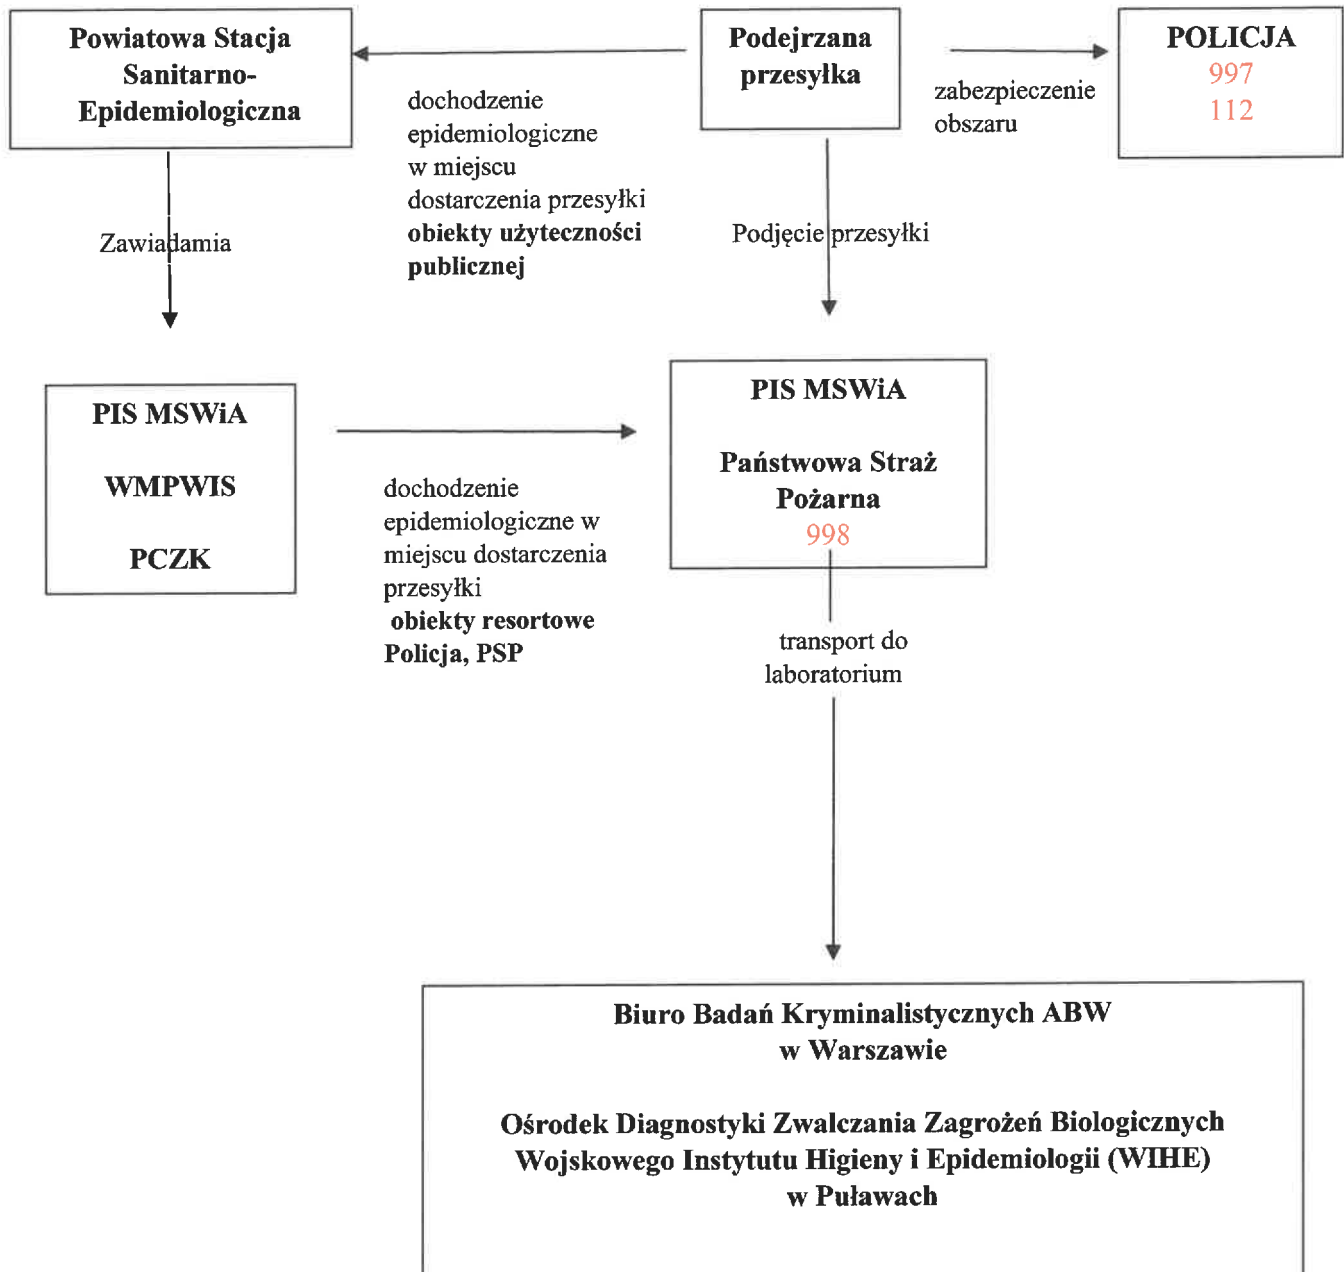 Powiatowa Stacja
Sanitarno-
Epidemiologiczna
dochodzenie
epidemiologiczne
w miejscu
dostarczenia przesyłki
obiekty użyteczności
publicznej
Podejrzana
przesyłka
zabezpieczenie
obszaru
POLICJA
997
112
Zawiadamia
Podjęcie przesyłki
PIS MSWiA
WMPWIS
PCZK
dochodzenie
epidemiologiczne w
miejscu dostarczenia
przesyłki
obiekty resortowe
Policja, PSP
PIS MSWiA
Państwowa Straż
Pożarna
998
transport do
laboratorium
Biuro Badań Kryminalistycznych ABW
w Warszawie
Ośrodek Diagnostyki Zwalczania Zagrożeń Biologicznych
Wojskowego Instytutu Higieny i Epidemiologii (WIHE)
w Puławach